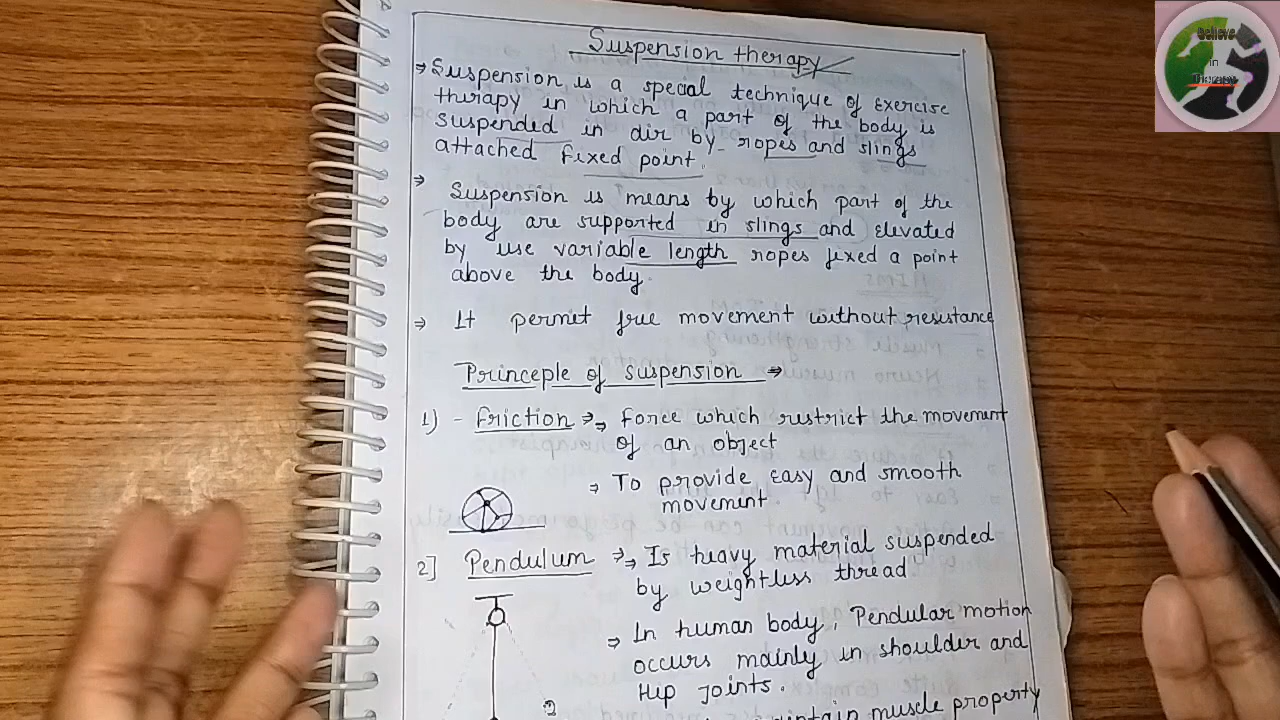 Suspension therapy
⇒ Suspension is a special technique of exercise
therapy in which a part of the body is
suspended in air by ropes and slings
attached fixed point.
⇒
Suspension is means by which part of the
body are supported in slings and elevated
by use variable length ropes fixed a point
above the body.
⇒ It permit free movement without resistance
Princeple of suspension ⇒
1) - Friction ⇒⇒ Force which restrict the movement
of an object
⇒ To provide easy and smooth
movement.
2] Pendulum ⇒⇒ Is heavy material suspended
by weightless thread
⇒ In human body, Pendular motion
occurs mainly in shoulder and
Hip Joints.
muscle property
Believe
in
Therapy